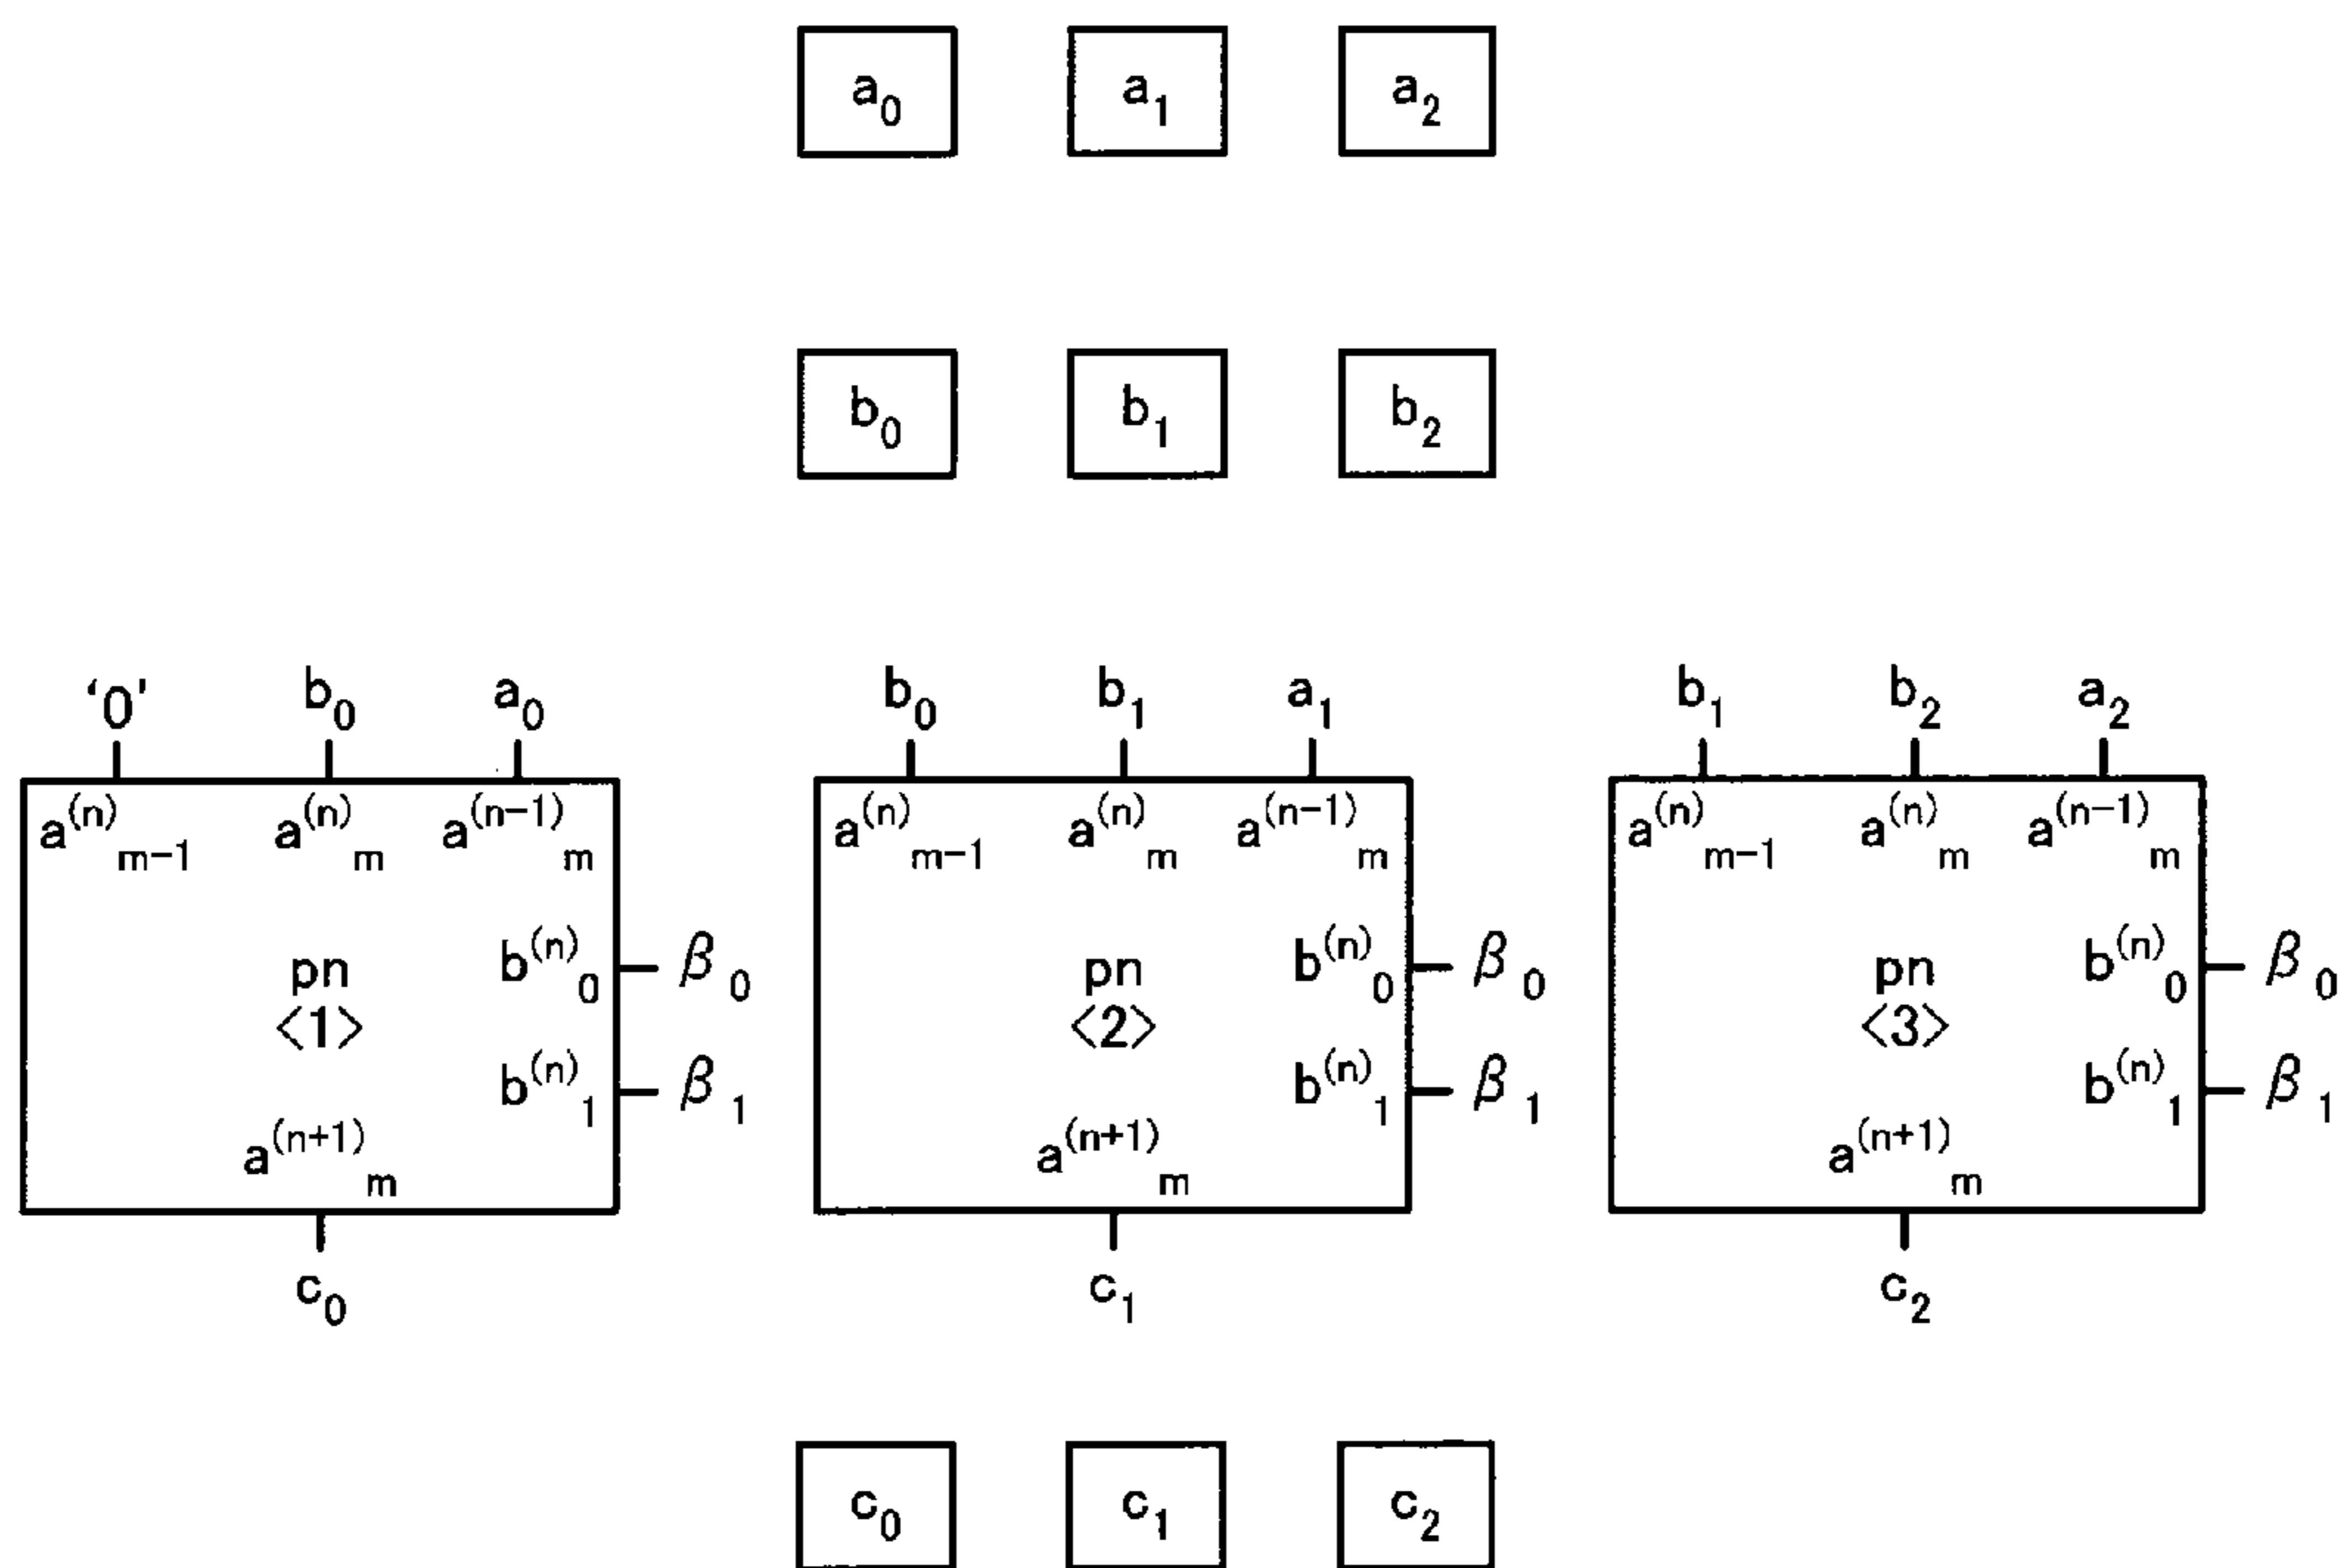 a₀ a₁ a₂
b₀ b₁ b₂
‘0’ b₀ a₀ b₀ b₁ a₁ b₁ b₂ a₂
a⁽ⁿ⁾ₘ₋₁ a⁽ⁿ⁾ₘ a⁽ⁿ⁻¹⁾ₘ a⁽ⁿ⁾ₘ₋₁ a⁽ⁿ⁾ₘ a⁽ⁿ⁻¹⁾ₘ a⁽ⁿ⁾ₘ₋₁ a⁽ⁿ⁾ₘ a⁽ⁿ⁻¹⁾ₘ
pn b⁽ⁿ⁾₀ β₀ pn b⁽ⁿ⁾₀ β₀ pn b⁽ⁿ⁾₀ β₀
<1> <2> <3>
b⁽ⁿ⁾₁ β₁ b⁽ⁿ⁾₁ β₁ b⁽ⁿ⁾₁ β₁
a⁽ⁿ⁺¹⁾ₘ a⁽ⁿ⁺¹⁾ₘ a⁽ⁿ⁺¹⁾ₘ
c₀ c₁ c₂
c₀ c₁ c₂